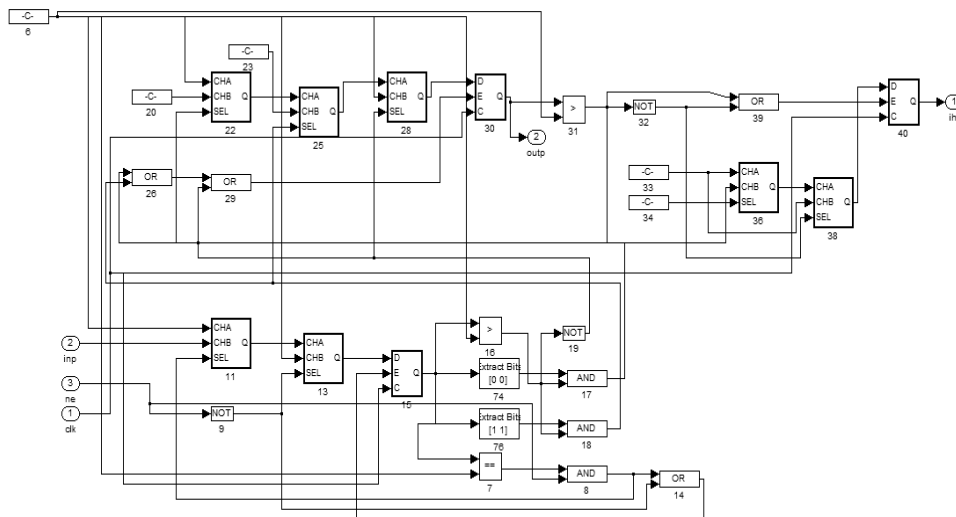 -C-
6
-C-
23
-C-
20
CHA
CHB
SEL
Q
22
CHA
CHB
SEL
Q
25
CHA
CHB
SEL
Q
28
D
E
C
Q
30
2
outp
>
31
NOT
32
OR
39
D
E
C
Q
40
1
OR
26
OR
29
-C-
33
-C-
34
CHA
CHB
SEL
Q
36
CHA
CHB
SEL
Q
38
2
inp
3
ne
1
clk
CHA
CHB
SEL
Q
11
NOT
9
CHA
CHB
SEL
Q
13
D
E
C
Q
15
>
16
NOT
19
Extract Bits
[0 0]
74
AND
17
Extract Bits
[1 1]
76
AND
18
==
7
AND
8
OR
14